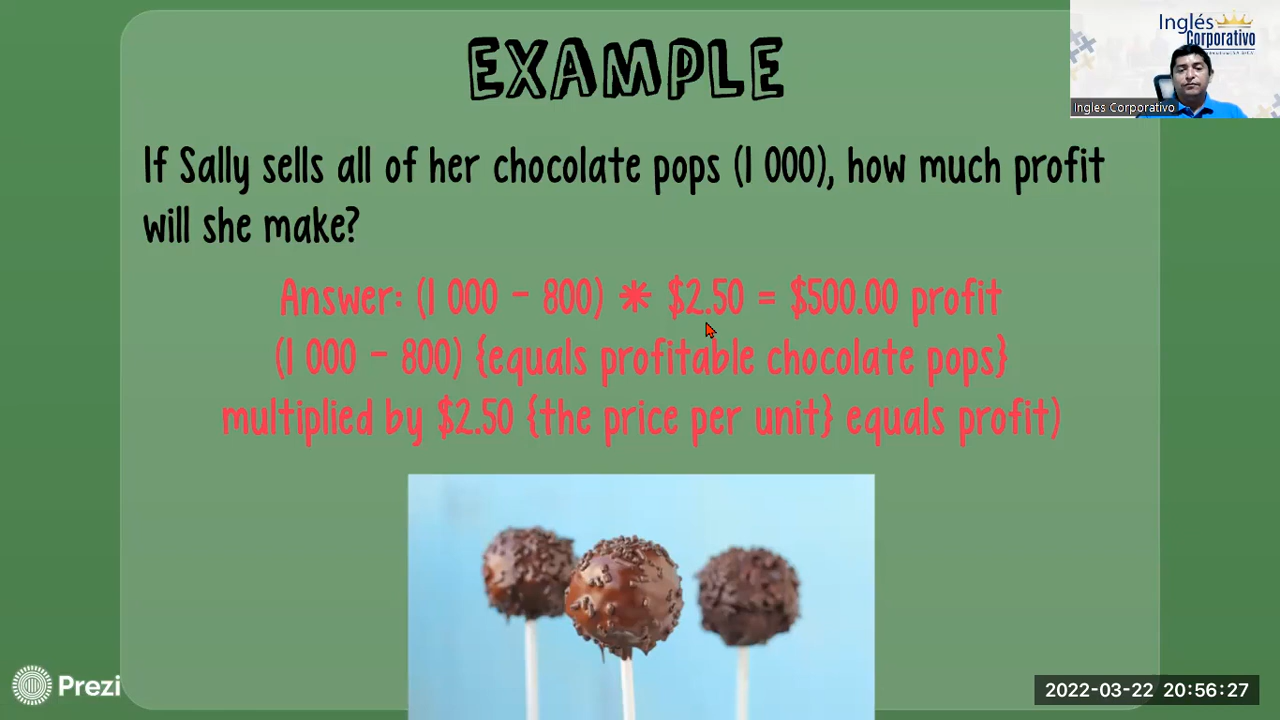 EXAMPLE
If Sally sells all of her chocolate pops (1 000), how much profit
will she make?
Answer: (1 000 - 800) * $2.50 = $500.00 profit
(1 000 - 800) {equals profitable chocolate pops}
multiplied by $2.50 {the price per unit} equals profit)
Inglés
Corporativo
Ingles Corporativo
Prezi
2022-03-22 20:56:27